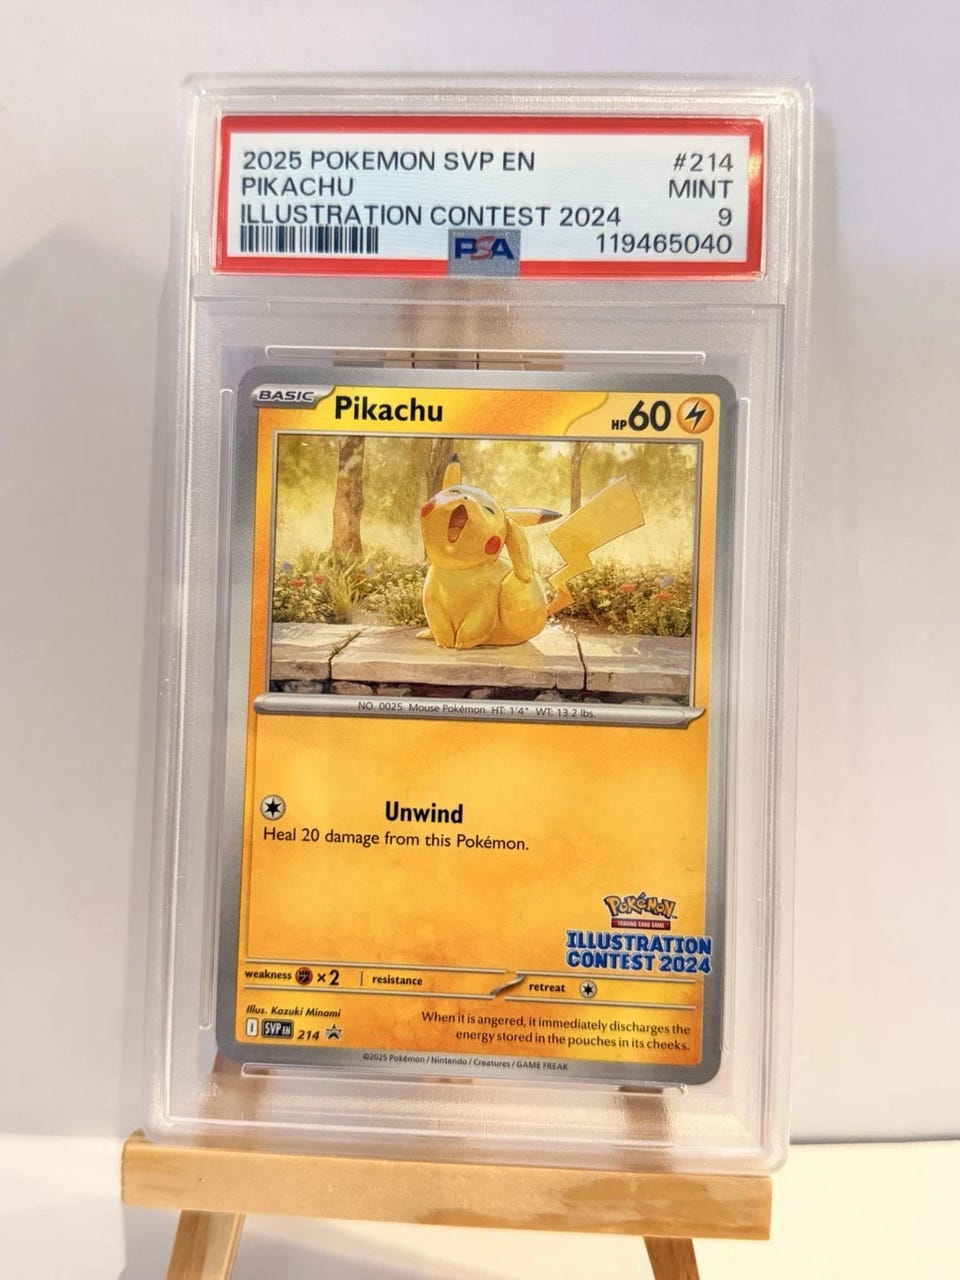 2025 POKEMON SVP EN #214
PIKACHU MINT
ILLUSTRATION CONTEST 2024 9
PSA 119465040
BASIC Pikachu HP 60
NO. 0025 Mouse Pokémon HT: 1'4" WT: 13.2 lbs.
Unwind
Heal 20 damage from this Pokémon.
POKéMON
TRADING CARD GAME
ILLUSTRATION
CONTEST 2024
weakness ×2 resistance retreat
Illus. Kazuki Minami
I SVP EN 214
When it is angered, it immediately discharges the
energy stored in the pouches in its cheeks.
©2025 Pokémon / Nintendo / Creatures / GAME FREAK